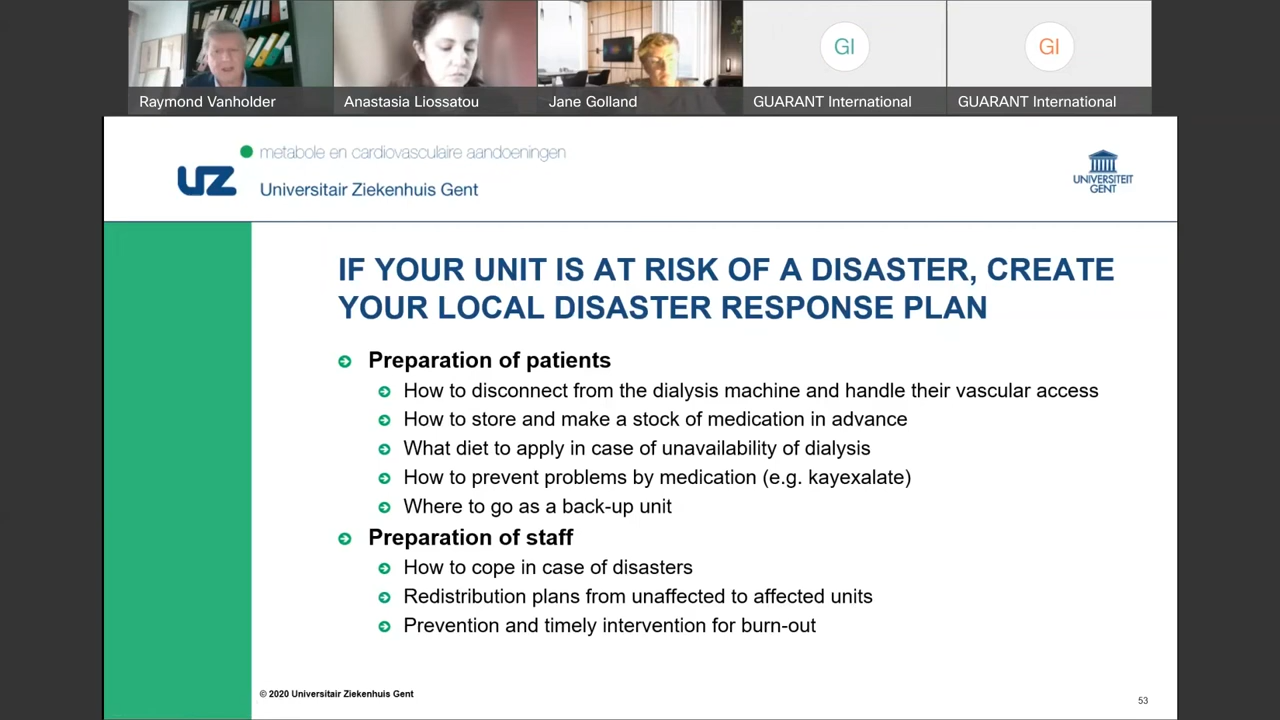 Raymond Vanholder
Anastasia Liossatou
Jane Golland
GI
GUARANT International
GI
GUARANT International
metabole en cardiovasculaire aandoeningen
UZ
Universitair Ziekenhuis Gent
UNIVERSITEIT
GENT
IF YOUR UNIT IS AT RISK OF A DISASTER, CREATE
YOUR LOCAL DISASTER RESPONSE PLAN
Preparation of patients
How to disconnect from the dialysis machine and handle their vascular access
How to store and make a stock of medication in advance
What diet to apply in case of unavailability of dialysis
How to prevent problems by medication (e.g. kayexalate)
Where to go as a back-up unit
Preparation of staff
How to cope in case of disasters
Redistribution plans from unaffected to affected units
Prevention and timely intervention for burn-out
© 2020 Universitair Ziekenhuis Gent
53